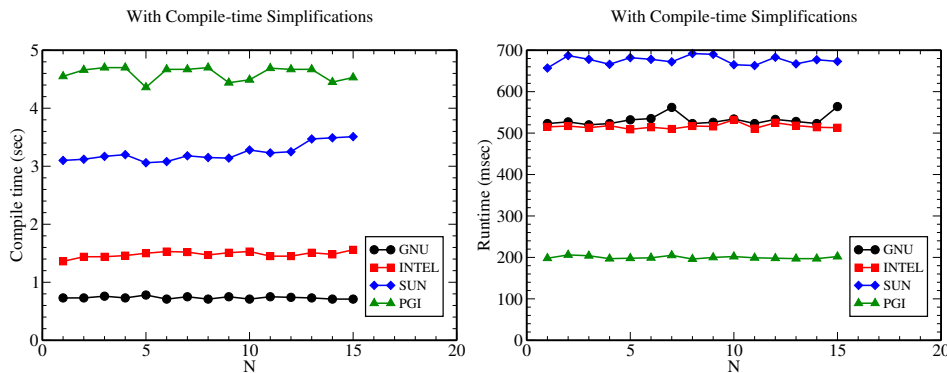 With Compile-time Simplifications
5
4
3
2
1
0
Compile time (sec)
0
5
10
15
20
N
GNU
INTEL
SUN
PGI
With Compile-time Simplifications
700
600
500
400
300
200
100
0
Runtime (msec)
0
5
10
15
20
N
GNU
INTEL
SUN
PGI